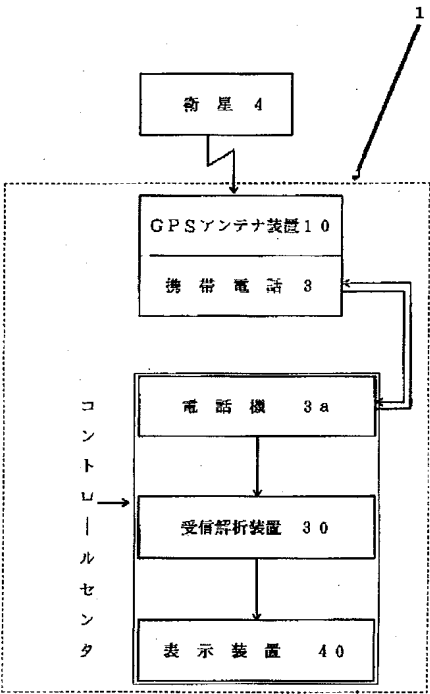 1
衛星4
GPSアンテナ装置10
携帯電話3
電話機 3a
コントロールセンタ
受信解析装置 30
表示装置 40